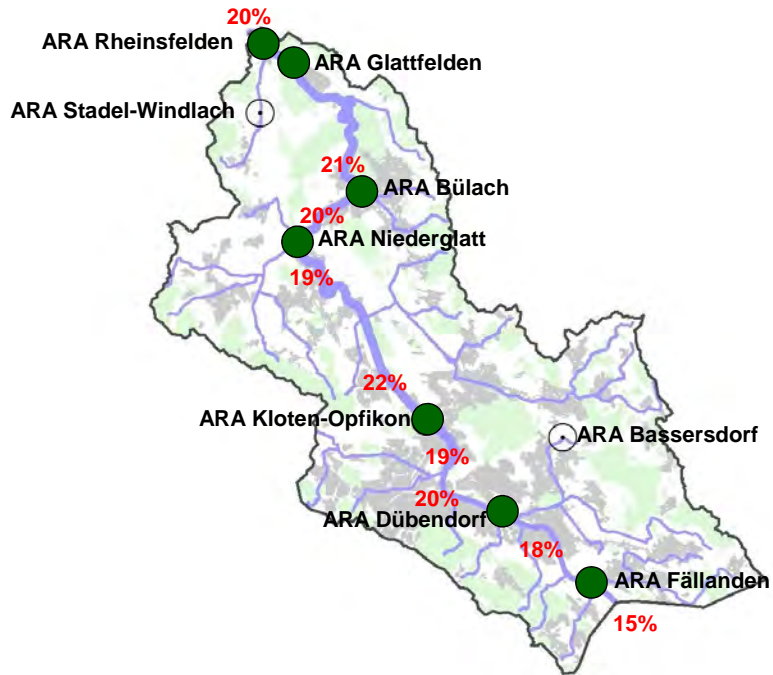 20%
ARA Rheinsfelden
ARA Glattfelden
ARA Stadel-Windlach
21%
ARA Bülach
20%
ARA Niederglatt
19%
22%
ARA Kloten-Opfikon
ARA Bassersdorf
19%
20%
ARA Dübendorf
18%
ARA Fällanden
15%